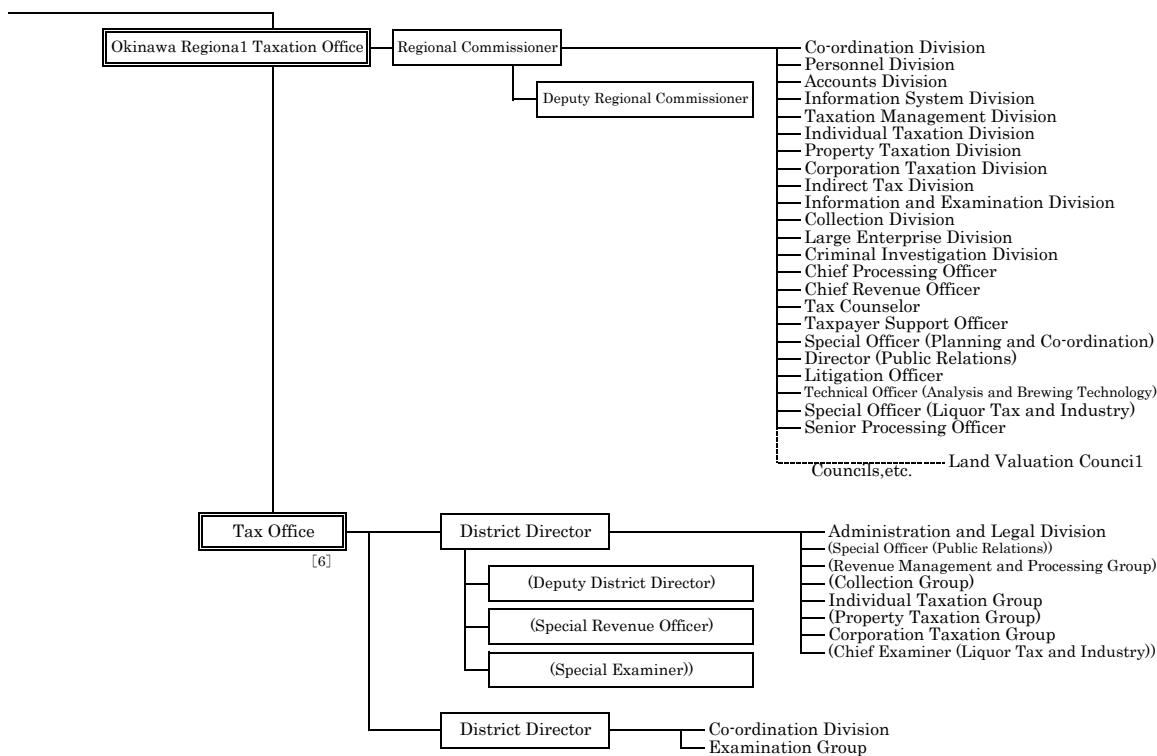 Okinawa Regiona1 Taxation Office
Regional Commissioner
Deputy Regional Commissioner
Co-ordination Division
Personnel Division
Accounts Division
Information System Division
Taxation Management Division
Individual Taxation Division
Property Taxation Division
Corporation Taxation Division
Indirect Tax Division
Information and Examination Division
Collection Division
Large Enterprise Division
Criminal Investigation Division
Chief Processing Officer
Chief Revenue Officer
Tax Counselor
Taxpayer Support Officer
Special Officer (Planning and Co-ordination)
Director (Public Relations)
Litigation Officer
Technical Officer (Analysis and Brewing Technology)
Special Officer (Liquor Tax and Industry)
Senior Processing Officer
Councils,etc.
Land Valuation Counci1
Tax Office
[6]
District Director
(Deputy District Director)
(Special Revenue Officer)
(Special Examiner))
Administration and Legal Division
(Special Officer (Public Relations))
(Revenue Management and Processing Group)
(Collection Group)
Individual Taxation Group
(Property Taxation Group)
Corporation Taxation Group
(Chief Examiner (Liquor Tax and Industry))
District Director
Co-ordination Division
Examination Group